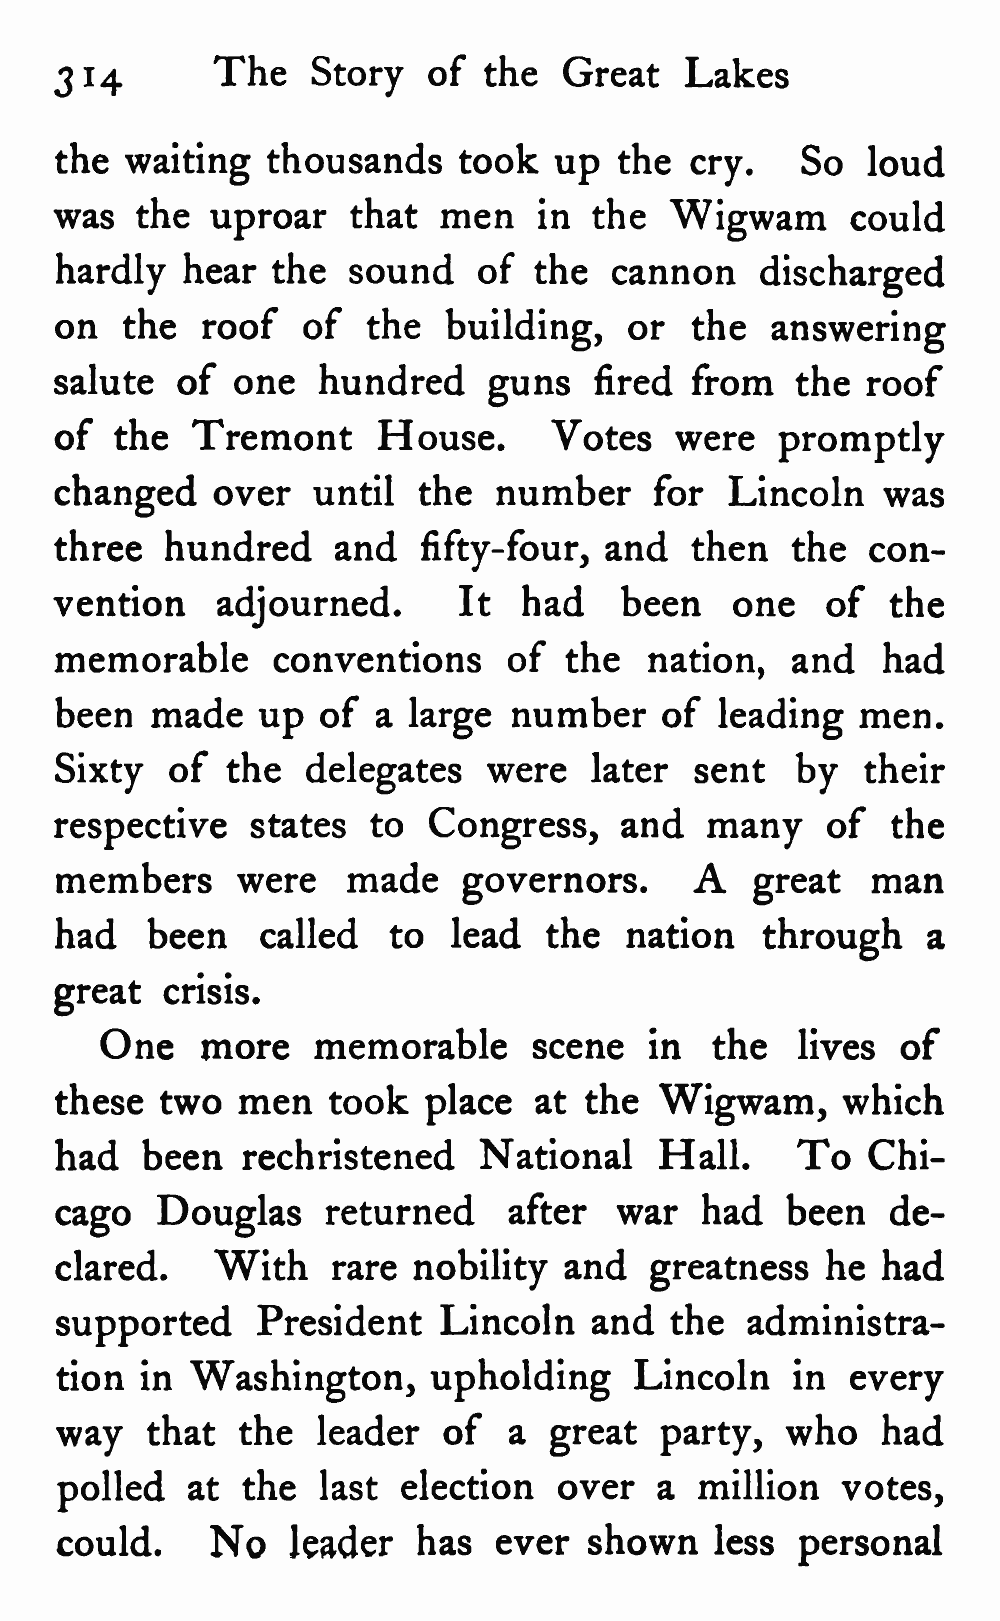 314 The Story of the Great Lakes
the waiting thousands took up the cry. So loud
was the uproar that men in the Wigwam could
hardly hear the sound of the cannon discharged
on the roof of the building, or the answering
salute of one hundred guns fired from the roof
of the Tremont House. Votes were promptly
changed over until the number for Lincoln was
three hundred and fifty-four, and then the con-
vention adjourned. It had been one of the
memorable conventions of the nation, and had
been made up of a large number of leading men.
Sixty of the delegates were later sent by their
respective states to Congress, and many of the
members were made governors. A great man
had been called to lead the nation through a
great crisis.
One more memorable scene in the lives of
these two men took place at the Wigwam, which
had been rechristened National Hall. To Chi-
cago Douglas returned after war had been de-
clared. With rare nobility and greatness he had
supported President Lincoln and the administra-
tion in Washington, upholding Lincoln in every
way that the leader of a great party, who had
polled at the last election over a million votes,
could. No leader has ever shown less personal